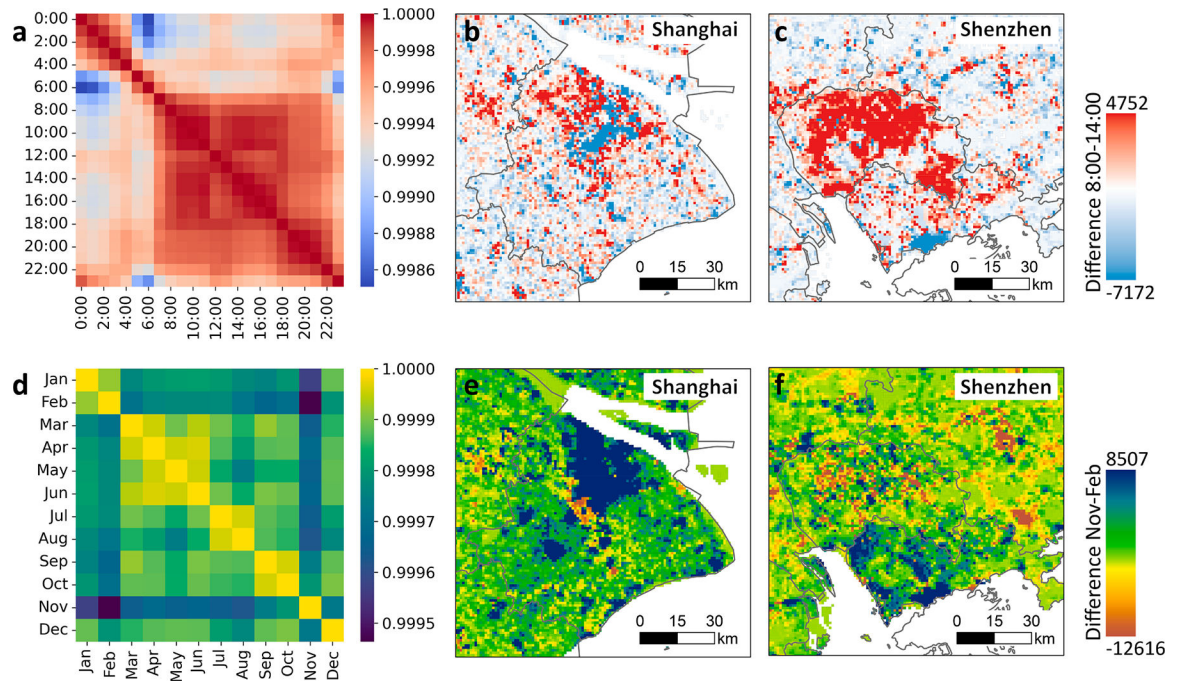 a
0:00
2:00
4:00
6:00
8:00
10:00
12:00
14:00
16:00
18:00
20:00
22:00
0:00
2:00
4:00
6:00
8:00
10:00
12:00
14:00
16:00
18:00
20:00
22:00
1.0000
0.9998
0.9996
0.9994
0.9992
0.9990
0.9988
0.9986
b
Shanghai
0 15 30
km
c
Shenzhen
0 15 30
km
4752
Difference 8:00-14:00
-7172
d
Jan
Feb
Mar
Apr
May
Jun
Jul
Aug
Sep
Oct
Nov
Dec
Jan
Feb
Mar
Apr
May
Jun
Jul
Aug
Sep
Oct
Nov
Dec
1.0000
0.9999
0.9998
0.9997
0.9996
0.9995
e
Shanghai
0 15 30
km
f
Shenzhen
0 15 30
km
8507
Difference Nov-Feb
-12616